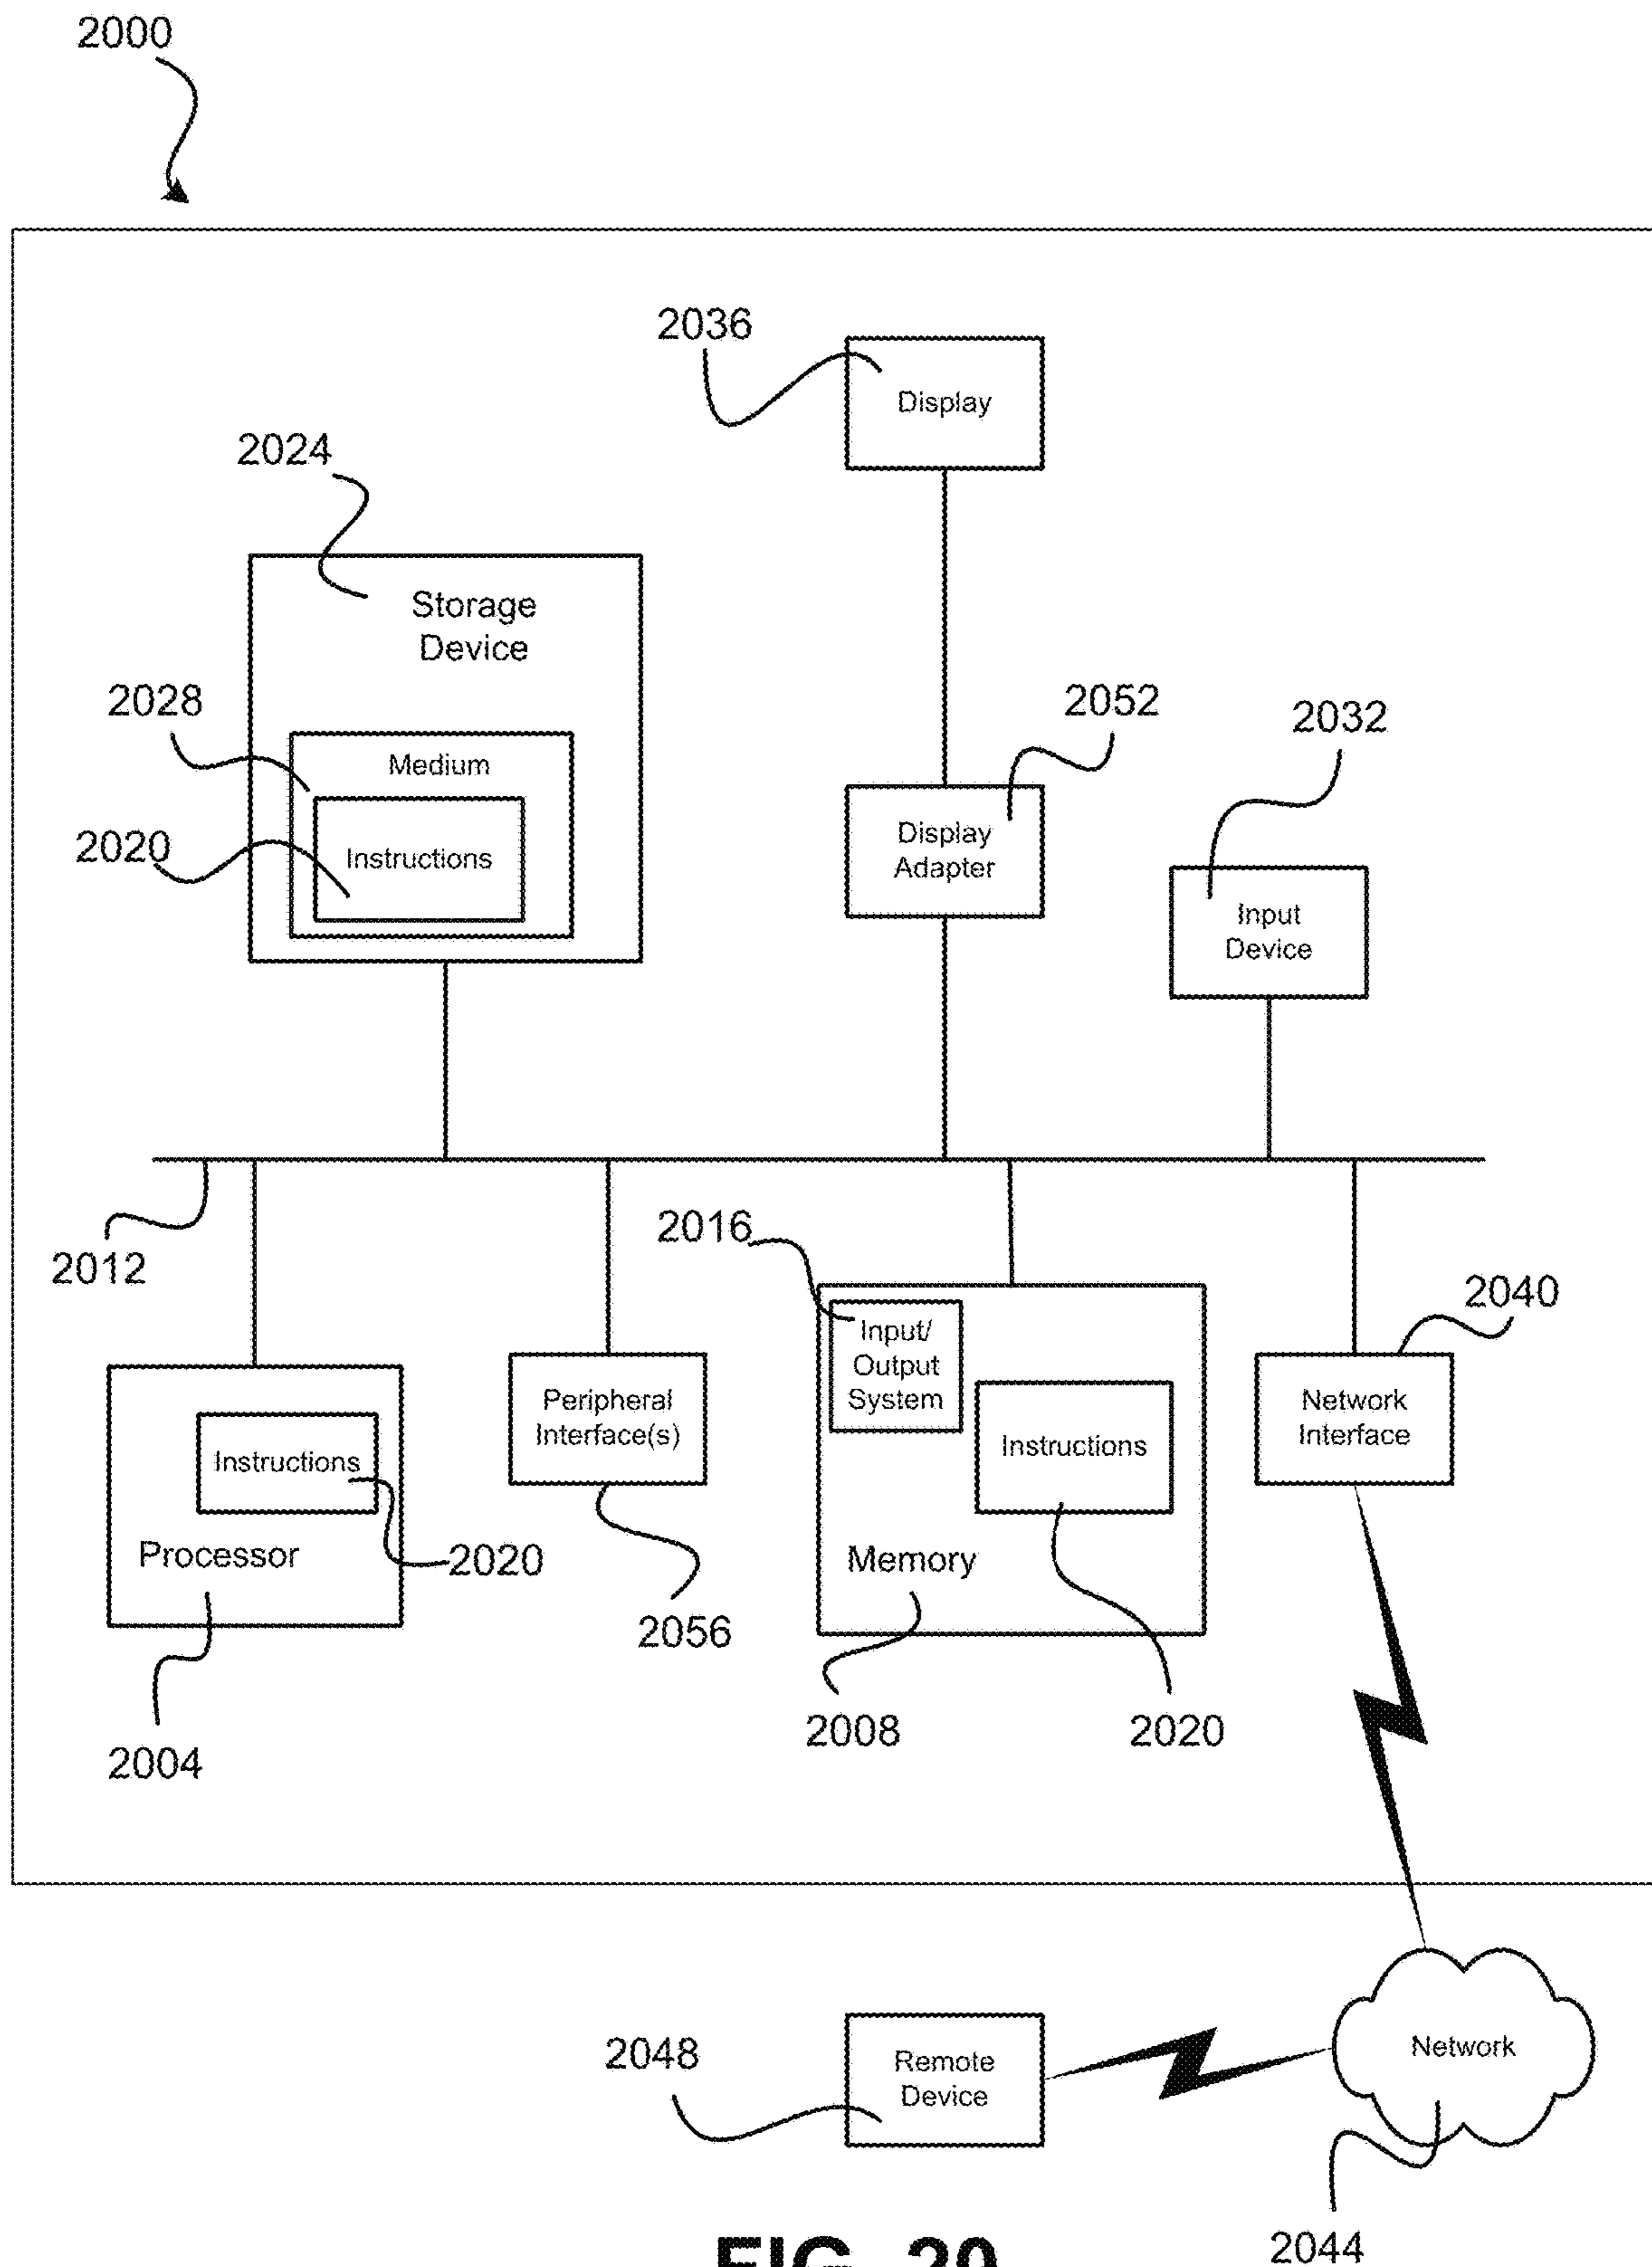 2000
2036
Display
2024
Storage
Device
2028
Medium
2052
2032
2020
Instructions
Display
Adapter
Input
Device
2012
2016
Input/
Output
System
2040
Peripheral
Interface(s)
Network
Interface
Instructions
Instructions
Processor
2020
Memory
2056
2004
2008
2020
2048
Remote
Device
Network
2044
FIG. 20